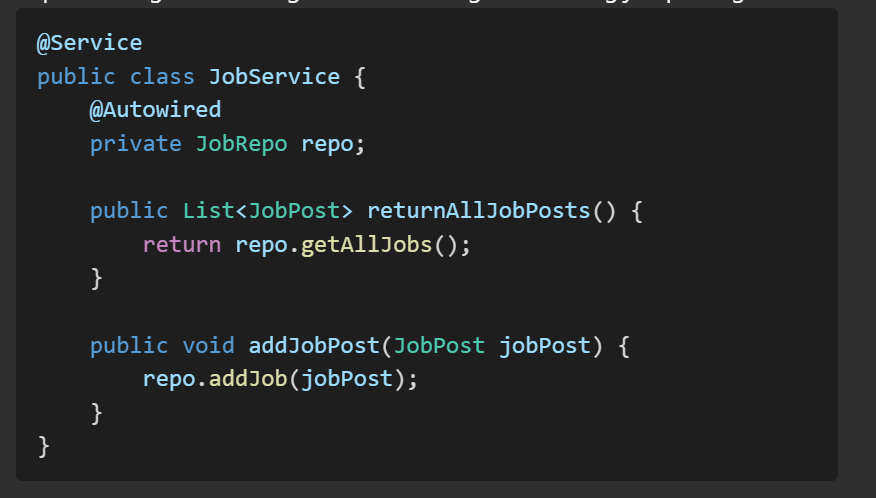 @Service
public class JobService {
    @Autowired
    private JobRepo repo;

    public List<JobPost> returnAllJobPosts() {
        return repo.getAllJobs();
    }

    public void addJobPost(JobPost jobPost) {
        repo.addJob(jobPost);
    }
}